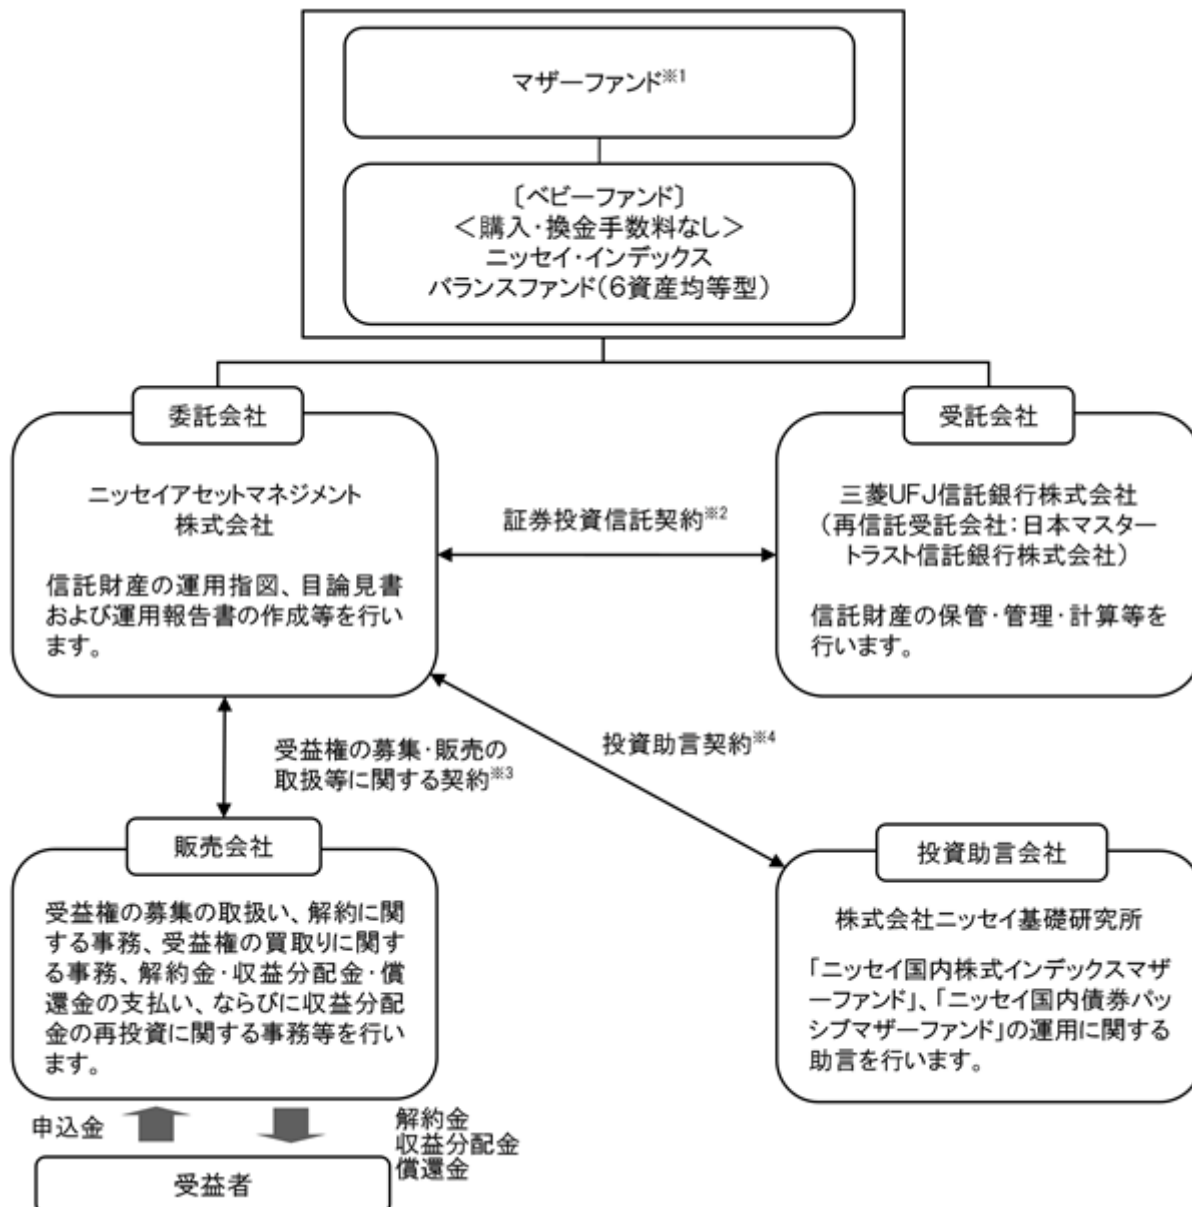 マザーファンド※1
〔ベビーファンド〕
＜購入・換金手数料なし＞
ニッセイ・インデックス
バランスファンド（６資産均等型）
委託会社
ニッセイアセットマネジメント
株式会社
信託財産の運用指図、目論見書
および運用報告書の作成等を行い
ます。
証券投資信託契約※2
受託会社
三菱UFJ信託銀行株式会社
（再信託受託会社：日本マスター
トラスト信託銀行株式会社）
信託財産の保管・管理・計算等を
行います。
受益権の募集・販売の
取扱等に関する契約※3
投資助言契約※4
販売会社
受益権の募集の取扱い、解約に関
する事務、受益権の買取りに関す
る事務、解約金・収益分配金・償
還金の支払い、ならびに収益分配
金の再投資に関する事務等を行い
ます。
投資助言会社
株式会社ニッセイ基礎研究所
「ニッセイ国内株式インデックスマザ
ーファンド」、「ニッセイ国内債券パッ
シブマザーファンド」の運用に関する
助言を行います。
申込金
解約金
収益分配金
償還金
受益者